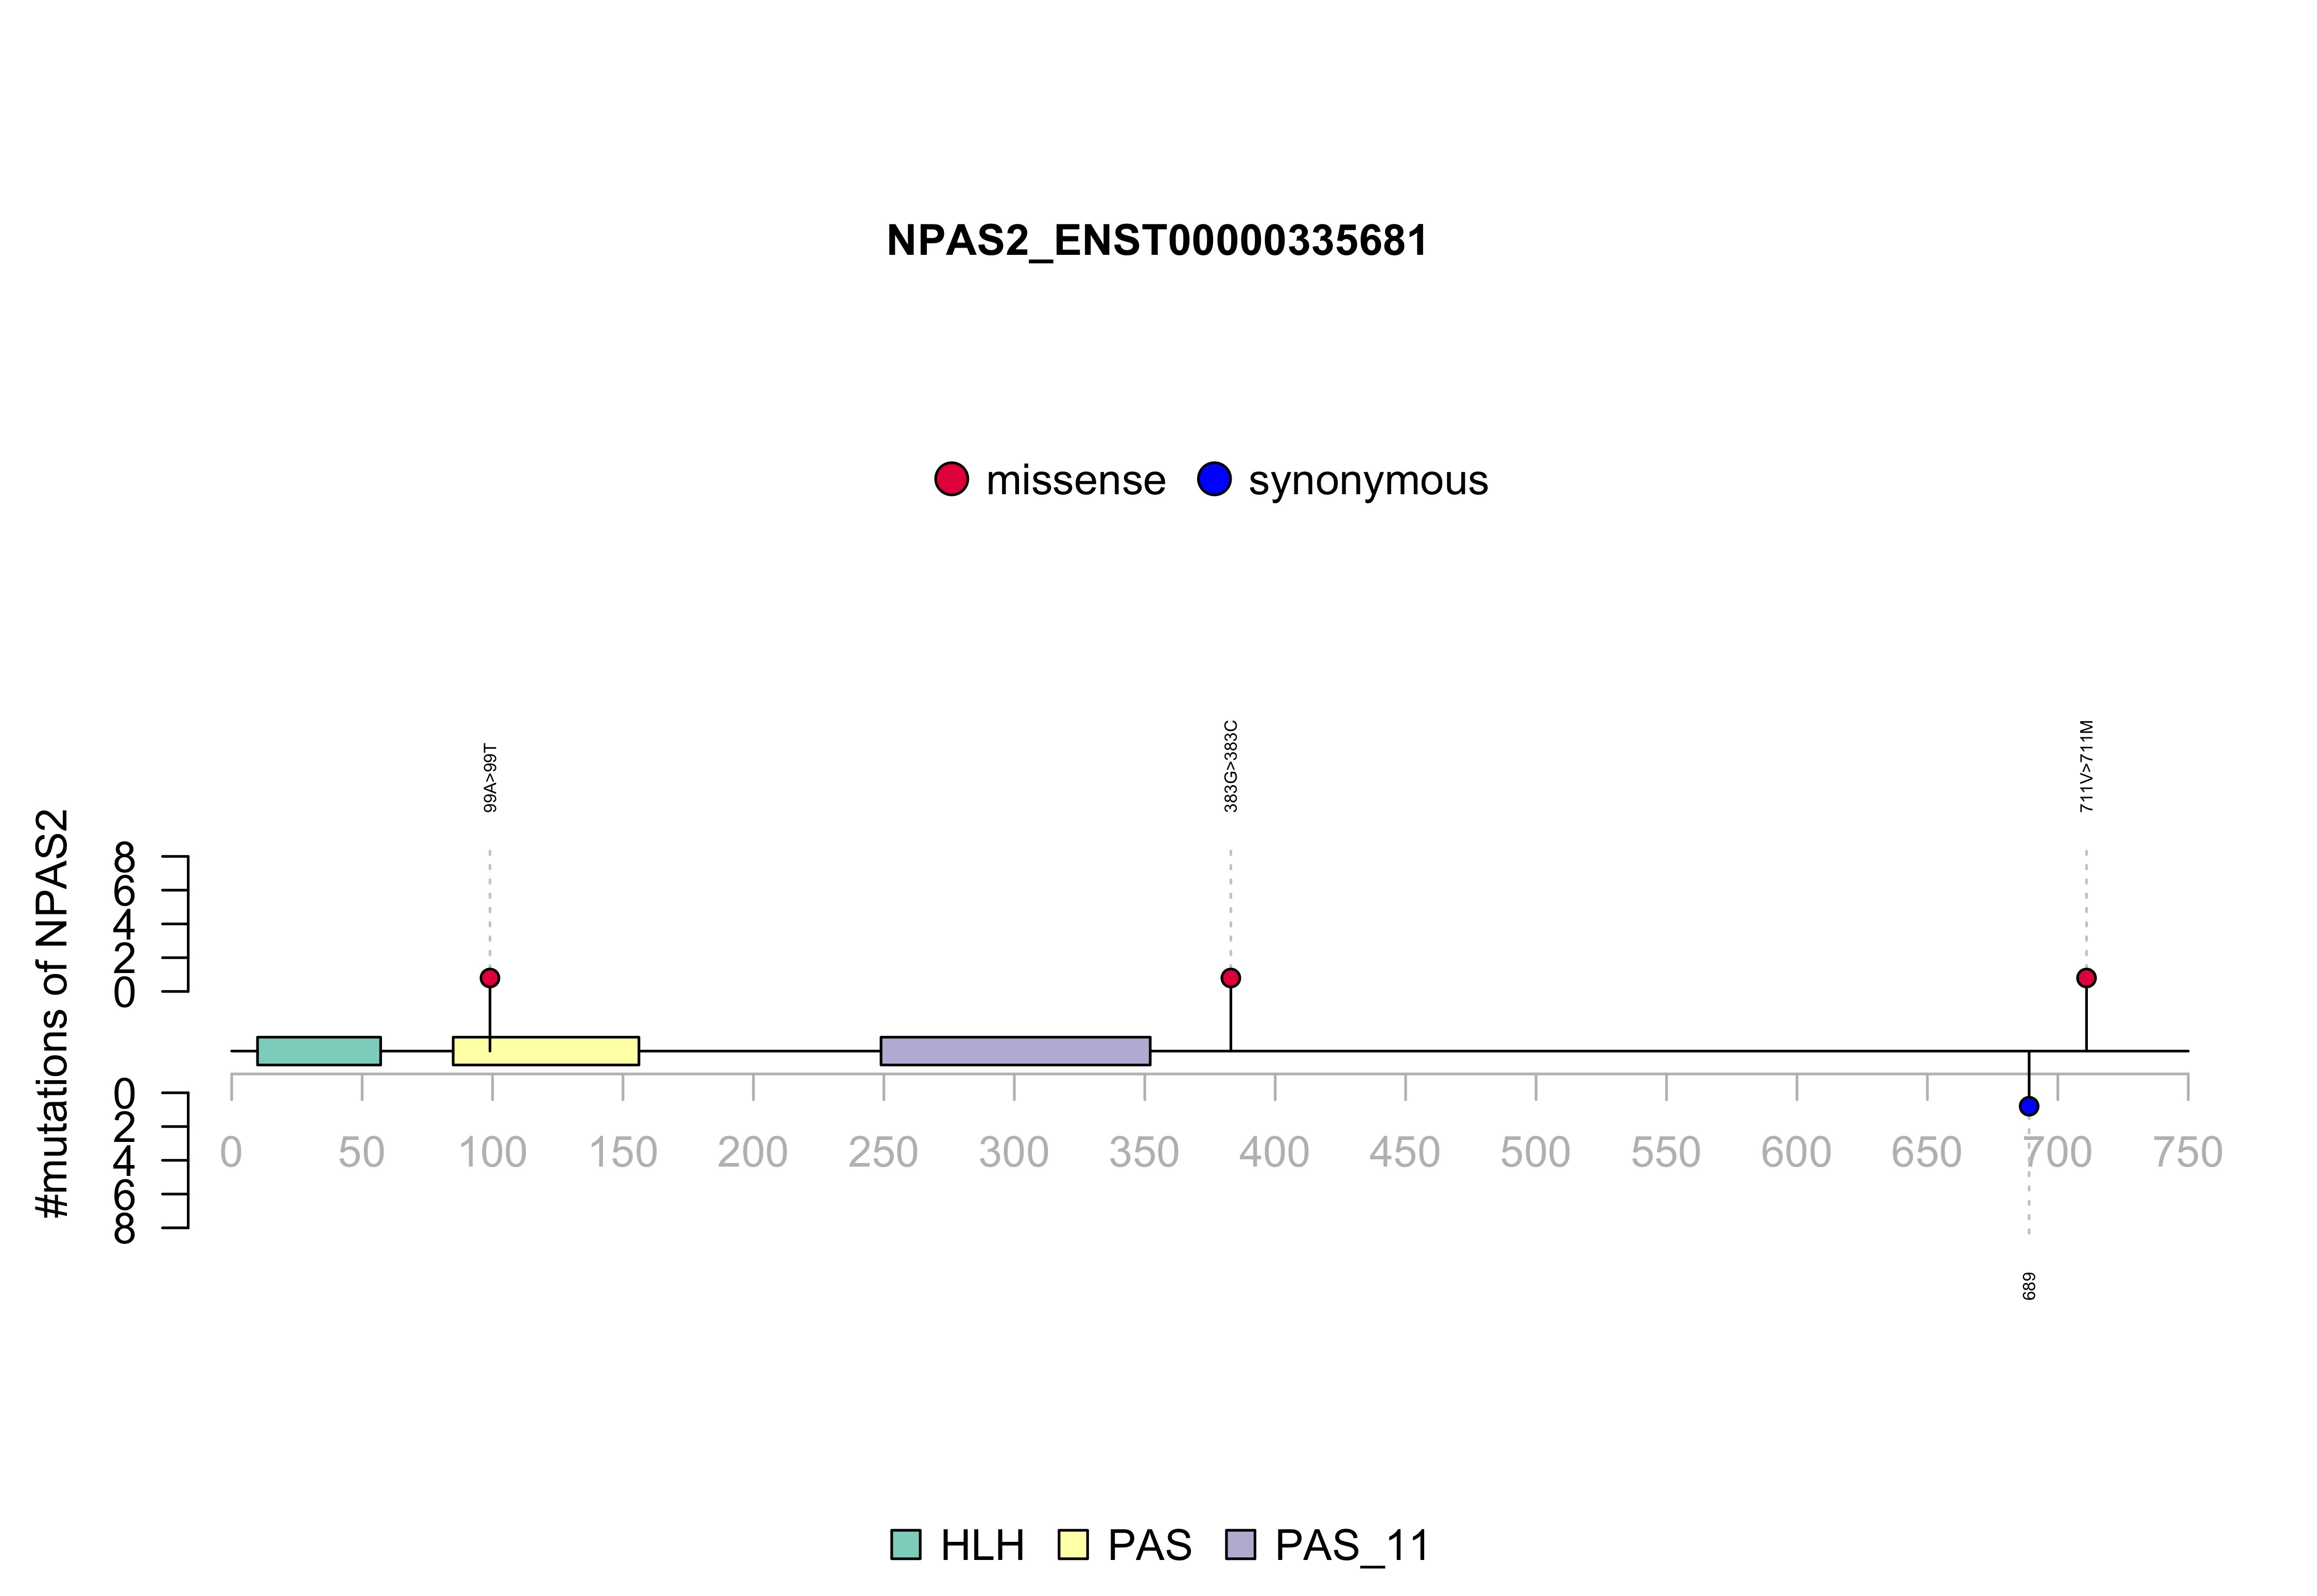 NPAS2_ENST00000335681
missense synonymous
99A>99T 383G>383C 711V>711M
#mutations of NPAS2
8
6
4
2
0
0
2
4
6
8
0 50 100 150 200 250 300 350 400 450 500 550 600 650 700 750
689
HLH PAS PAS_11